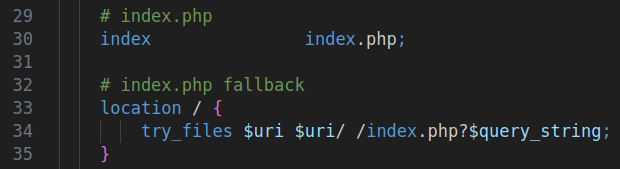 29 # index.php
30 index index.php;
31
32 # index.php fallback
33 location / {
34 try_files $uri $uri/ /index.php?$query_string;
35 }